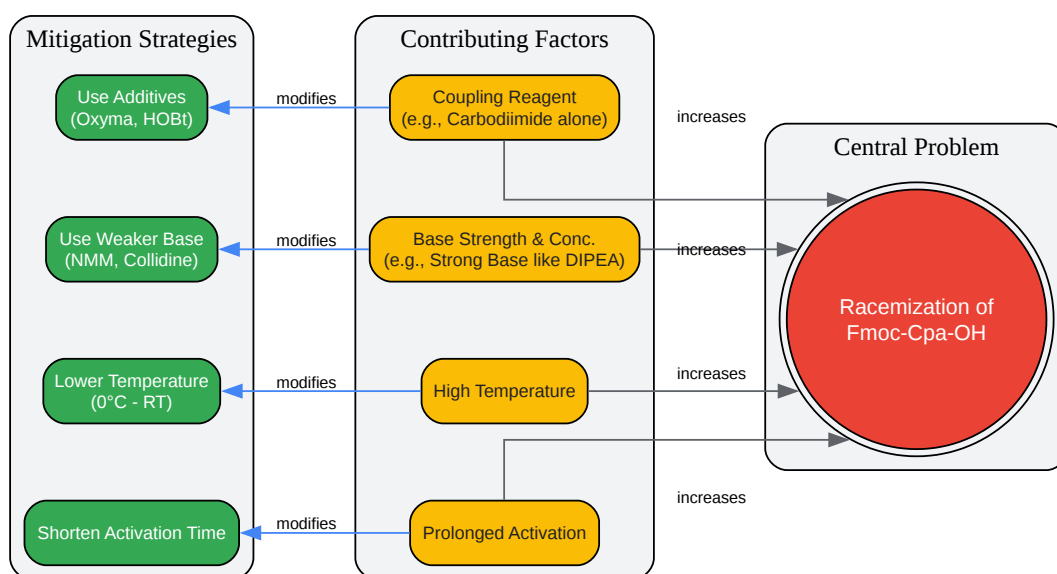 Mitigation Strategies
Contributing Factors
Use Additives
(Oxyma, HOBt)
modifies
Coupling Reagent
(e.g., Carbodiimide alone)
increases
Central Problem
Use Weaker Base
(NMM, Collidine)
modifies
Base Strength & Conc.
(e.g., Strong Base like DIPEA)
increases
Racemization of
Fmoc-Cpa-OH
Lower Temperature
(0°C - RT)
modifies
High Temperature
increases
Shorten Activation Time
modifies
Prolonged Activation
increases